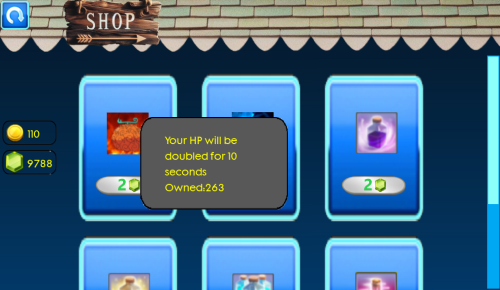 SHOP
110
9788
Your HP will be
doubled for 10
seconds
Owned:263
2
2